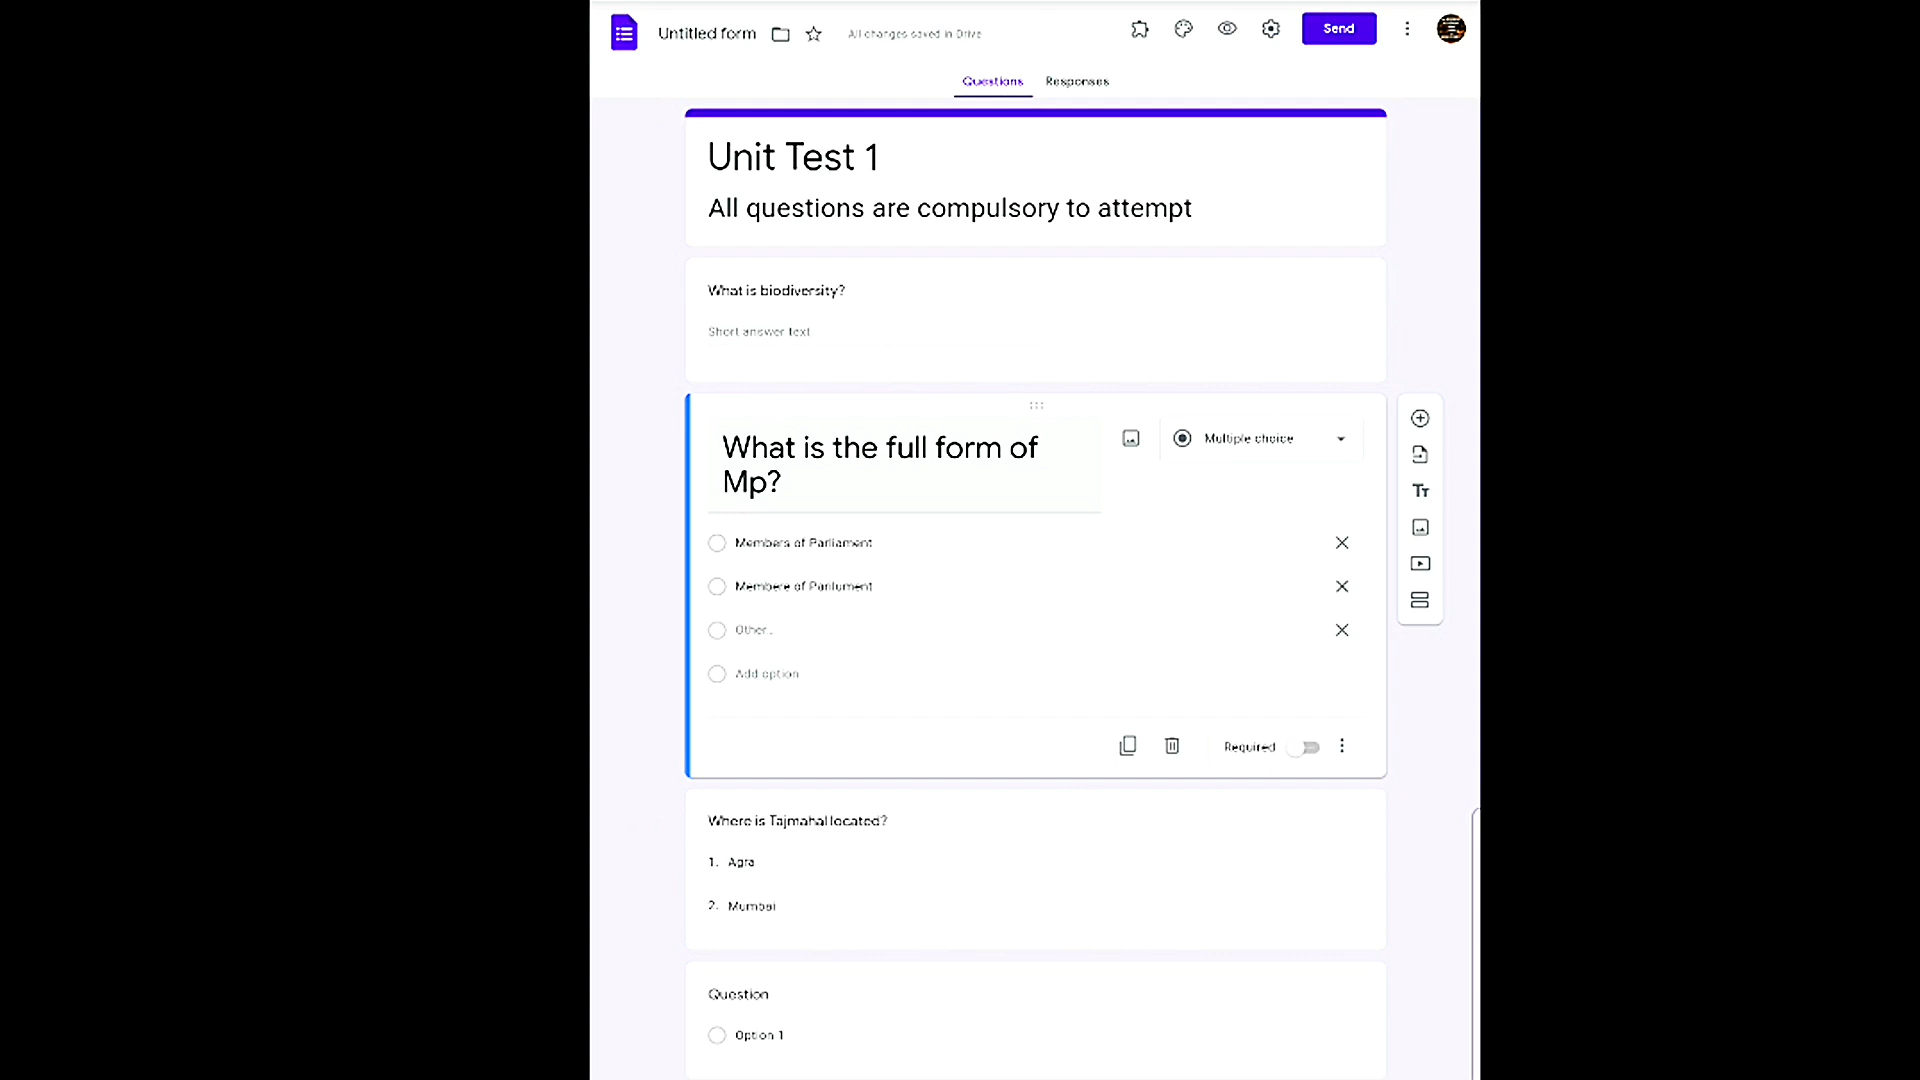 Untitled form
All changes saved in Drive
Send
Questions Responses
Unit Test 1
All questions are compulsory to attempt
What is biodiversity?
Short answer text
What is the full form of
Mp?
Multiple choice
Members of Parliament
Membere of Parilument
Other...
Add option
Required
Where is Tajmahal located?
1. Agra
2. Mumbai
Question
Option 1